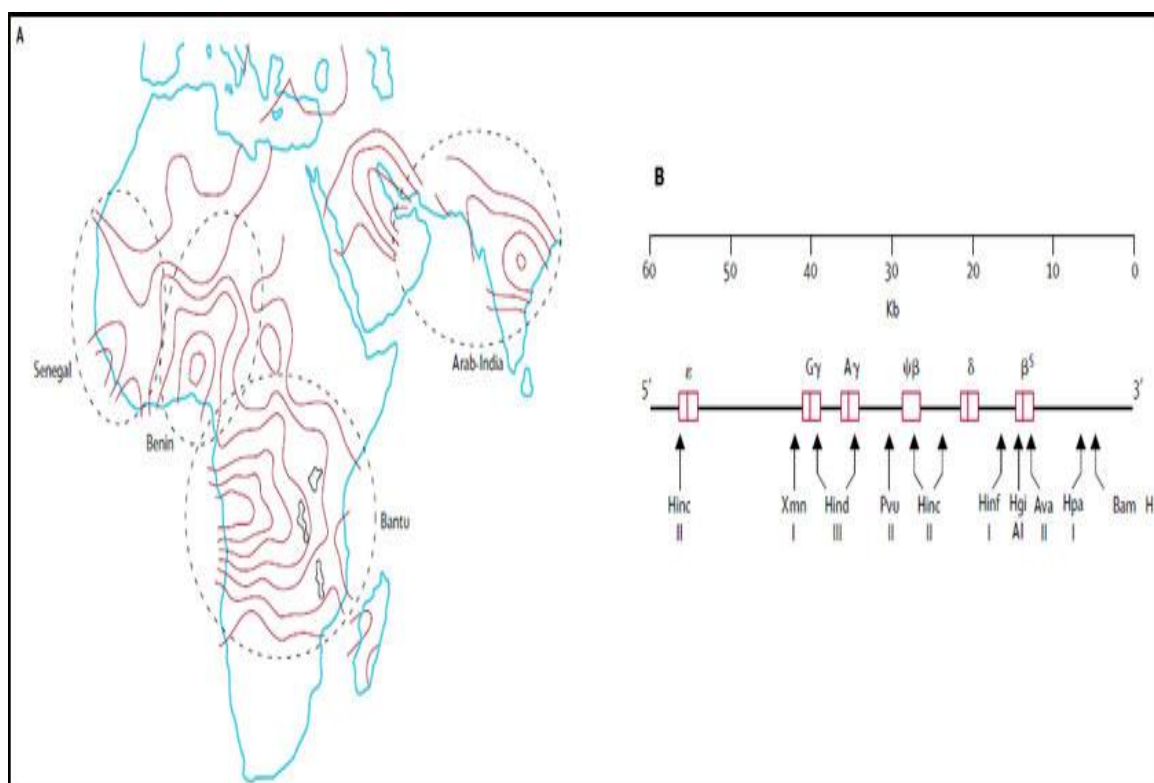 A
Senegal
Benin
Bantu
Arab-India
B
60 50 40 30 20 10 0
Kb
ε Gγ Aγ ψβ δ βS
5' 3'
Hinc Xmn Hind Pvu Hinc Hinf Hgi Ava Hpa Bam H
II I III II II I AI II I